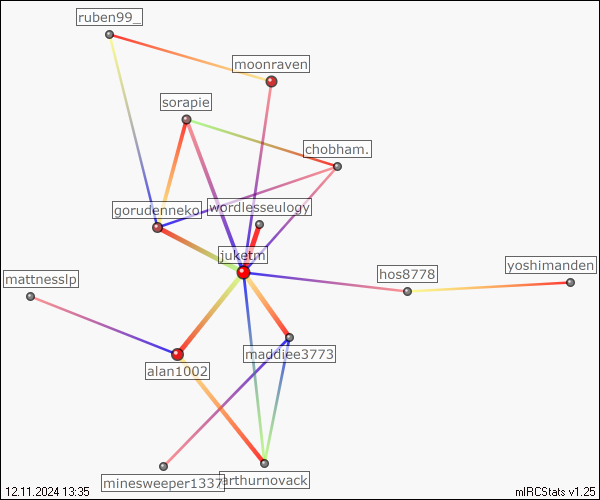 ruben99_
moonraven
sorapie
chobham.
wordlesseulogy
gorudenneko
juketm
yoshimanden
hos8778
mattnesslp
maddiee3773
alan1002
minesweeper1337
arthurnovack
12.11.2024 13:35
mIRCStats v1.25